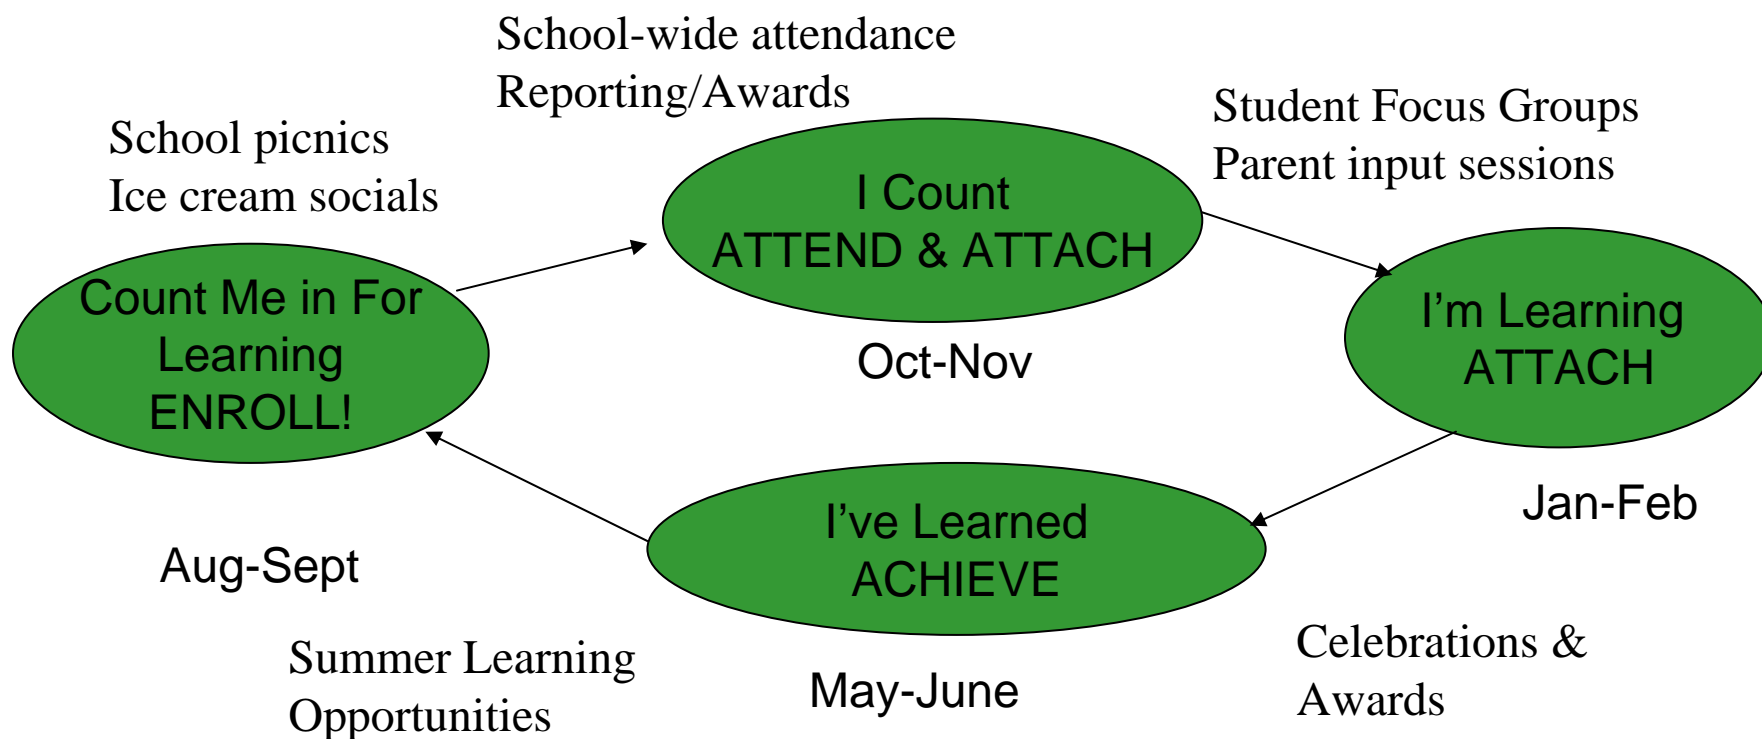 School-wide attendance
Reporting/Awards
School picnics
Ice cream socials
Student Focus Groups
Parent input sessions
I Count
ATTEND & ATTACH
Count Me in For
Learning
ENROLL!
I'm Learning
ATTACH
Oct-Nov
Jan-Feb
I've Learned
ACHIEVE
Aug-Sept
Summer Learning
Opportunities
May-June
Celebrations &
Awards